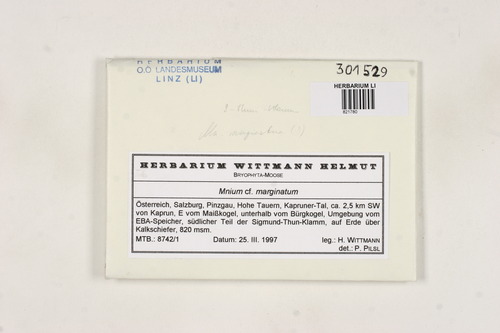 HERBARIUM
O.Ö. LANDESMUSEUM
LINZ (LI)
301529
HERBARIUM LI
821760
HERBARIUM WITTMANN HELMUT
BRYOPHYTA-MOOSE
Mnium cf. marginatum
Österreich, Salzburg, Pinzgau, Hohe Tauern, Kapruner-Tal, ca. 2,5 km SW
von Kaprun, E vom Maißkogel, unterhalb vom Bürgkogel, Umgebung vom
EBA-Speicher, südlicher Teil der Sigmund-Thun-Klamm, auf Erde über
Kalkschiefer, 820 msm.
MTB.: 8742/1 Datum: 25. III. 1997 leg.: H. WITTMANN
det.: P. PILSL